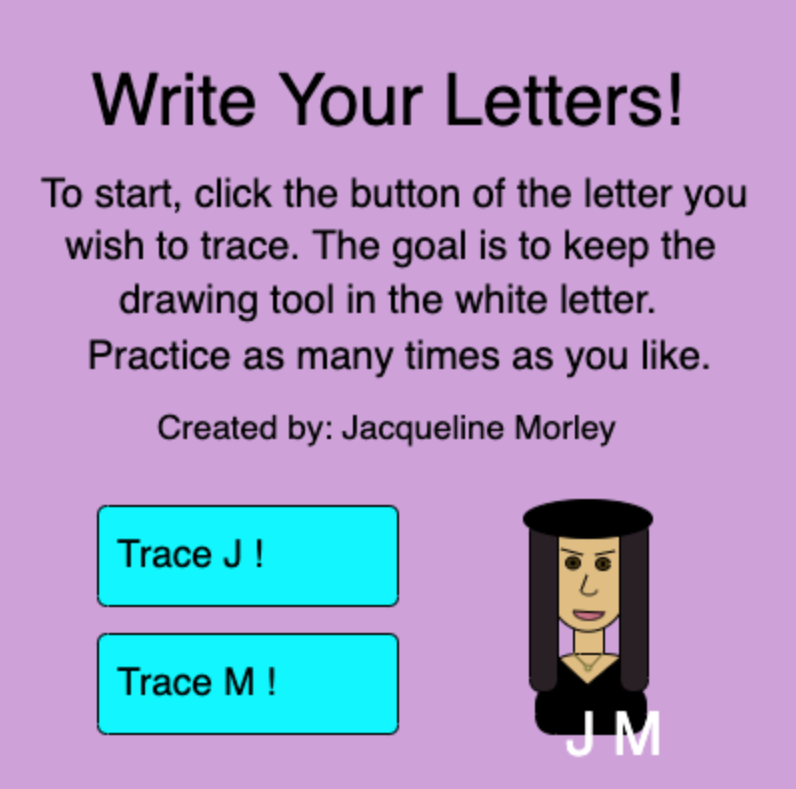 Write Your Letters!
To start, click the button of the letter you
wish to trace. The goal is to keep the
drawing tool in the white letter.
Practice as many times as you like.
Created by: Jacqueline Morley
Trace J !
Trace M !
J M